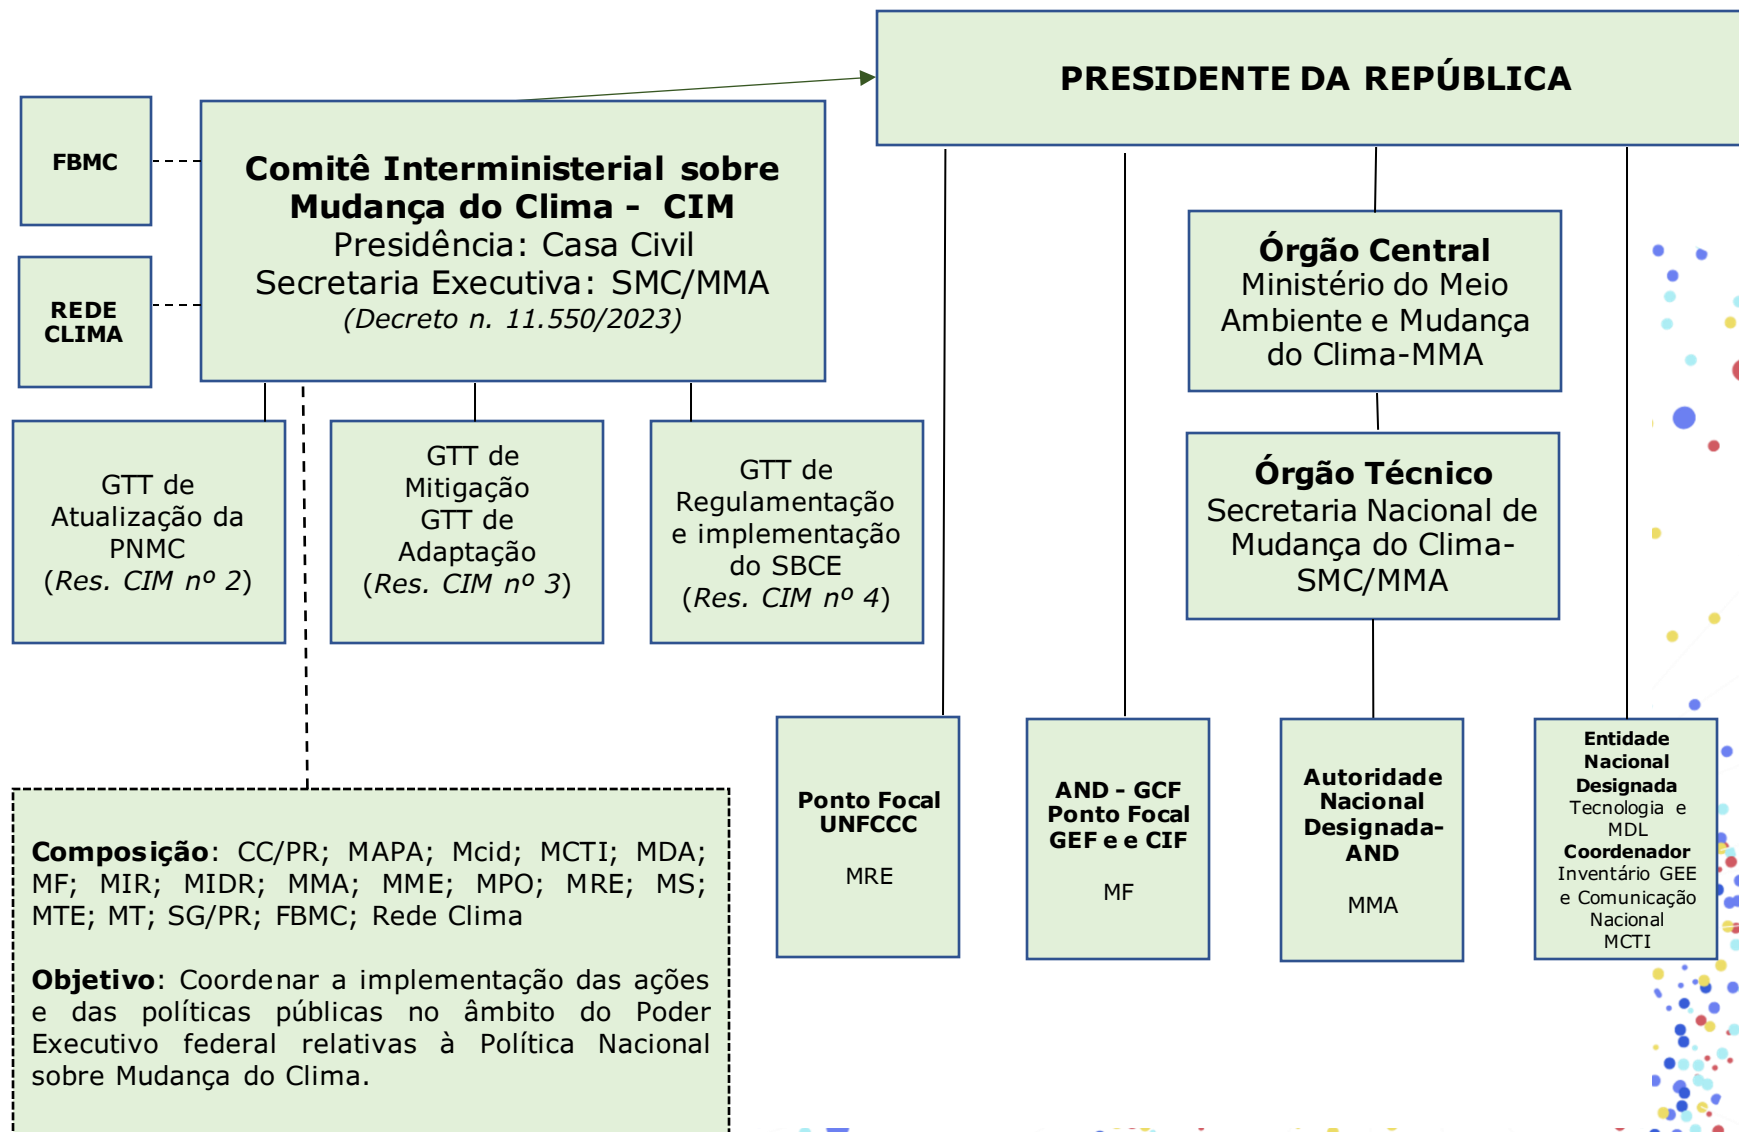 PRESIDENTE DA REPÚBLICA
FBMC
REDE
CLIMA
Comitê Interministerial sobre
Mudança do Clima - CIM
Presidência: Casa Civil
Secretaria Executiva: SMC/MMA
(Decreto n. 11.550/2023)
Órgão Central
Ministério do Meio
Ambiente e Mudança
do Clima-MMA
GTT de
Atualização da
PNMC
(Res. CIM nº 2)
GTT de
Mitigação
GTT de
Adaptação
(Res. CIM nº 3)
GTT de
Regulamentação
e implementação
do SBCE
(Res. CIM nº 4)
Órgão Técnico
Secretaria Nacional de
Mudança do Clima-
SMC/MMA
Ponto Focal
UNFCCC
MRE
AND - GCF
Ponto Focal
GEF e e CIF
MF
Autoridade
Nacional
Designada-
AND
MMA
Entidade
Nacional
Designada
Tecnologia e
MDL
Coordenador
Inventário GEE
e Comunicação
Nacional
MCTI
Composição: CC/PR; MAPA; Mcid; MCTI; MDA;
MF; MIR; MIDR; MMA; MME; MPO; MRE; MS;
MTE; MT; SG/PR; FBMC; Rede Clima
Objetivo: Coordenar a implementação das ações
e das políticas públicas no âmbito do Poder
Executivo federal relativas à Política Nacional
sobre Mudança do Clima.